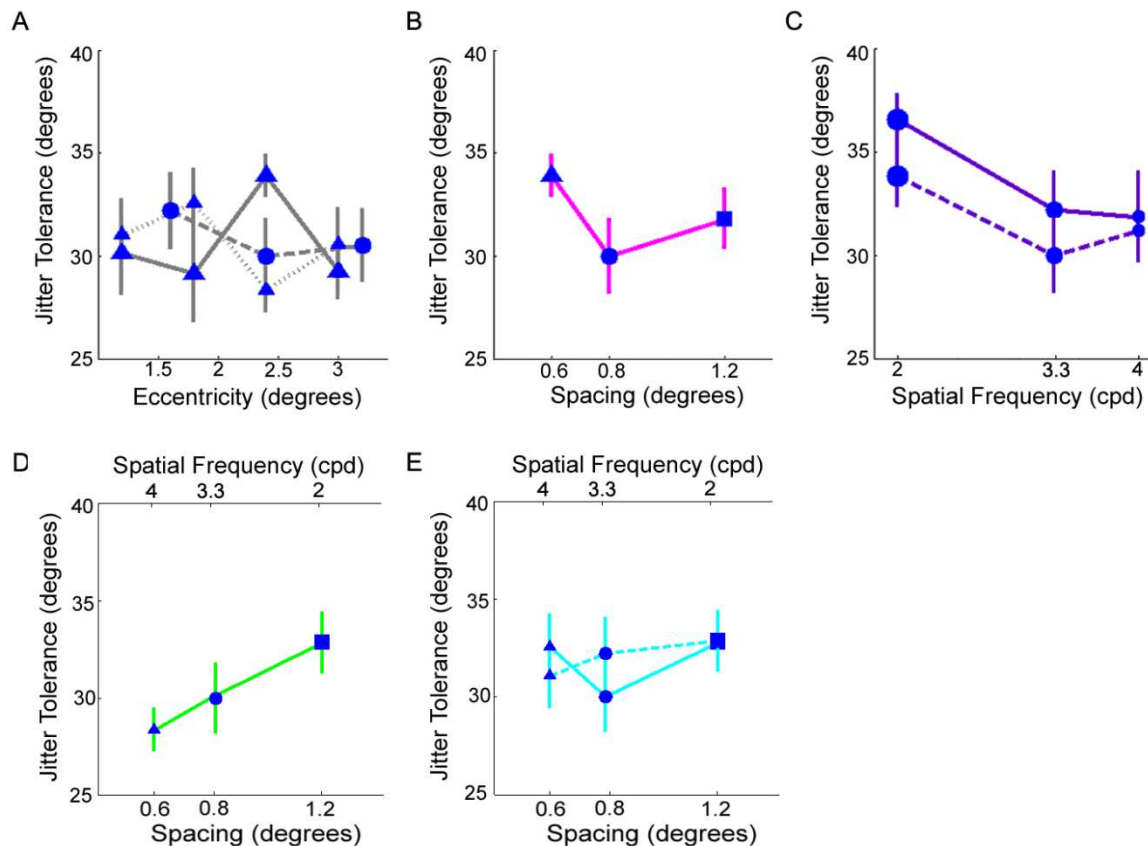 A
Jitter Tolerance (degrees)
40
35
30
25
1.5
2
2.5
3
Eccentricity (degrees)
B
Jitter Tolerance (degrees)
40
35
30
25
0.6
0.8
1.2
Spacing (degrees)
C
Jitter Tolerance (degrees)
40
35
30
25
2
3.3
4
Spatial Frequency (cpd)
D
Spatial Frequency (cpd)
4
3.3
2
Jitter Tolerance (degrees)
40
35
30
25
0.6
0.8
1.2
Spacing (degrees)
E
Spatial Frequency (cpd)
4
3.3
2
Jitter Tolerance (degrees)
40
35
30
25
0.6
0.8
1.2
Spacing (degrees)